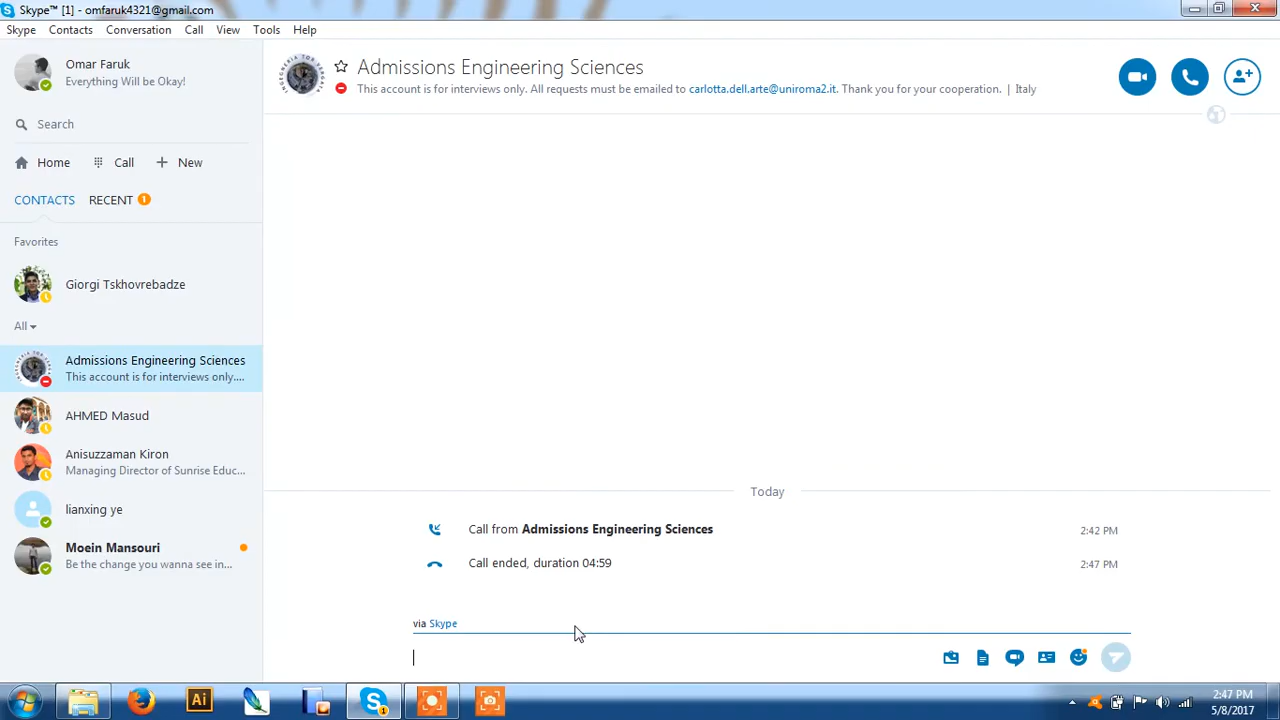 Skype™ [1] - omfaruk4321@gmail.com
Skype Contacts Conversation Call View Tools Help
Omar Faruk
Everything Will be Okay!
Search
Home Call New
CONTACTS RECENT 1
Favorites
Giorgi Tskhovrebadze
All
Admissions Engineering Sciences
This account is for interviews only....
AHMED Masud
Anisuzzaman Kiron
Managing Director of Sunrise Educ...
lianxing ye
Moein Mansouri
Be the change you wanna see in...
Admissions Engineering Sciences
This account is for interviews only. All requests must be emailed to carlotta.dell.arte@uniroma2.it. Thank you for your cooperation. | Italy
Today
Call from Admissions Engineering Sciences 2:42 PM
Call ended, duration 04:59 2:47 PM
via Skype
Ai
1
2:47 PM
5/8/2017